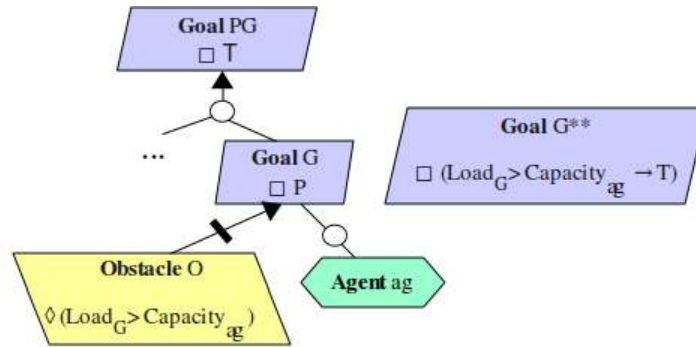 Goal PG
□ T
Goal G**
□ (Load_G > Capacity_ag → T)
...
Goal G
□ P
Obstacle O
◊ (Load_G > Capacity_ag)
Agent ag